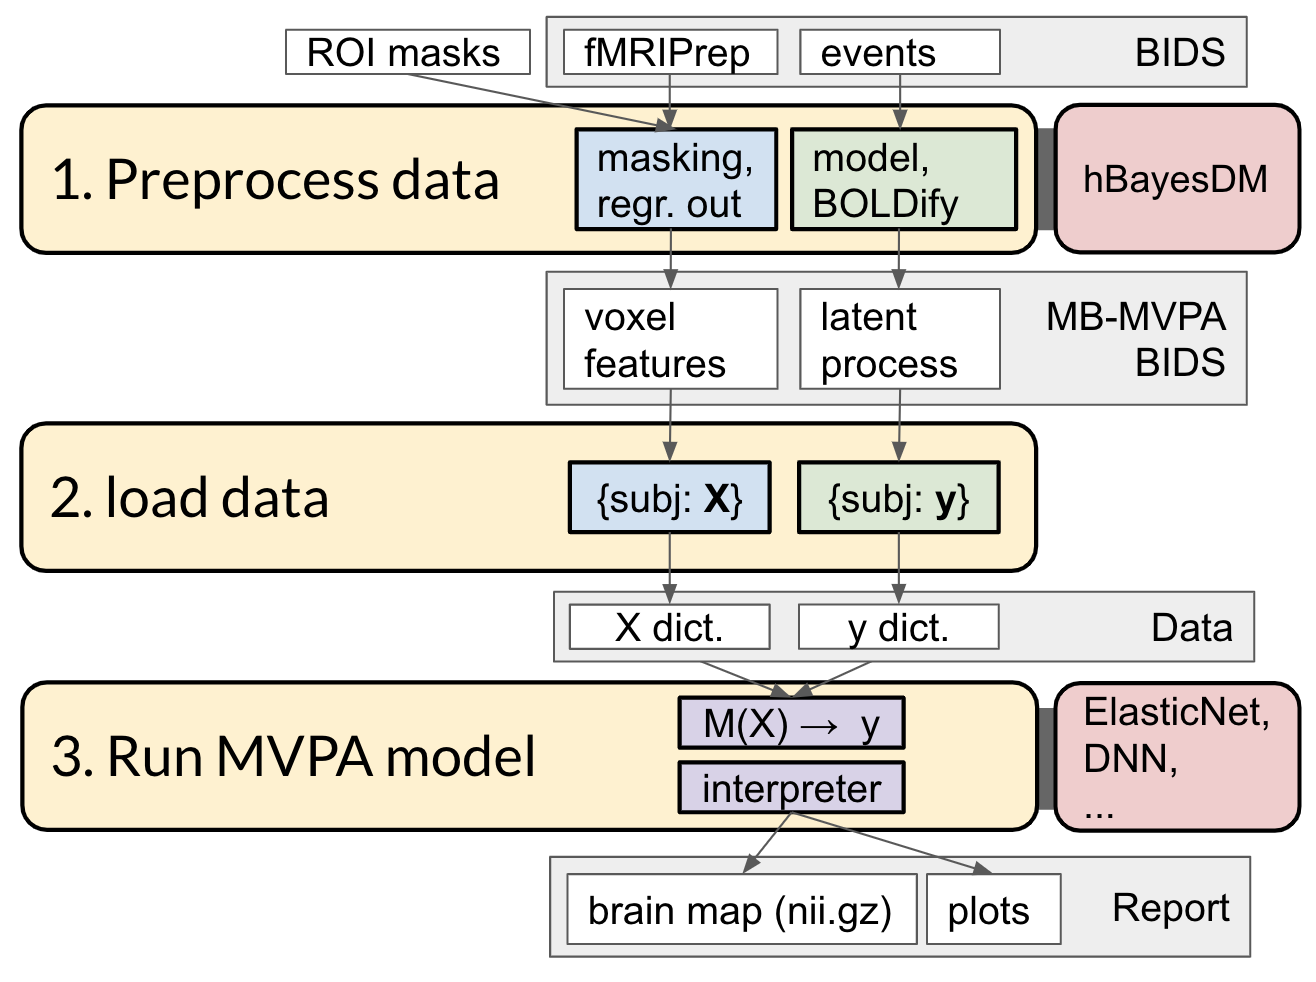 ROI masks
fMRIPrep
events
BIDS
1. Preprocess data
masking,
regr. out
model,
BOLDify
hBayesDM
voxel
features
latent
process
MB-MVPA
BIDS
2. load data
{subj: X}
{subj: y}
X dict.
y dict.
Data
3. Run MVPA model
M(X) → y
interpreter
ElasticNet,
DNN,
...
brain map (nii.gz)
plots
Report